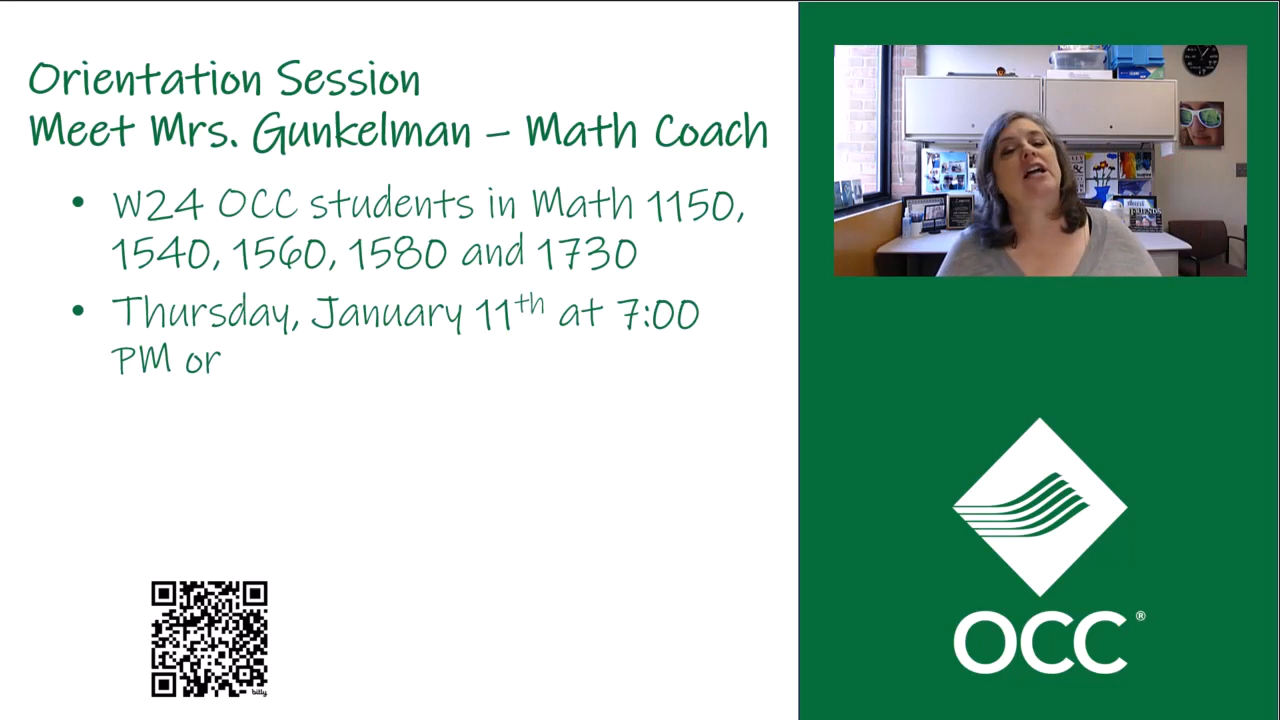 Orientation Session
Meet Mrs. Gunkelman – Math Coach
• W24 OCC students in Math 1150,
1540, 1560, 1580 and 1730
• Thursday, January 11th at 7:00
PM or
bitly
OCC®